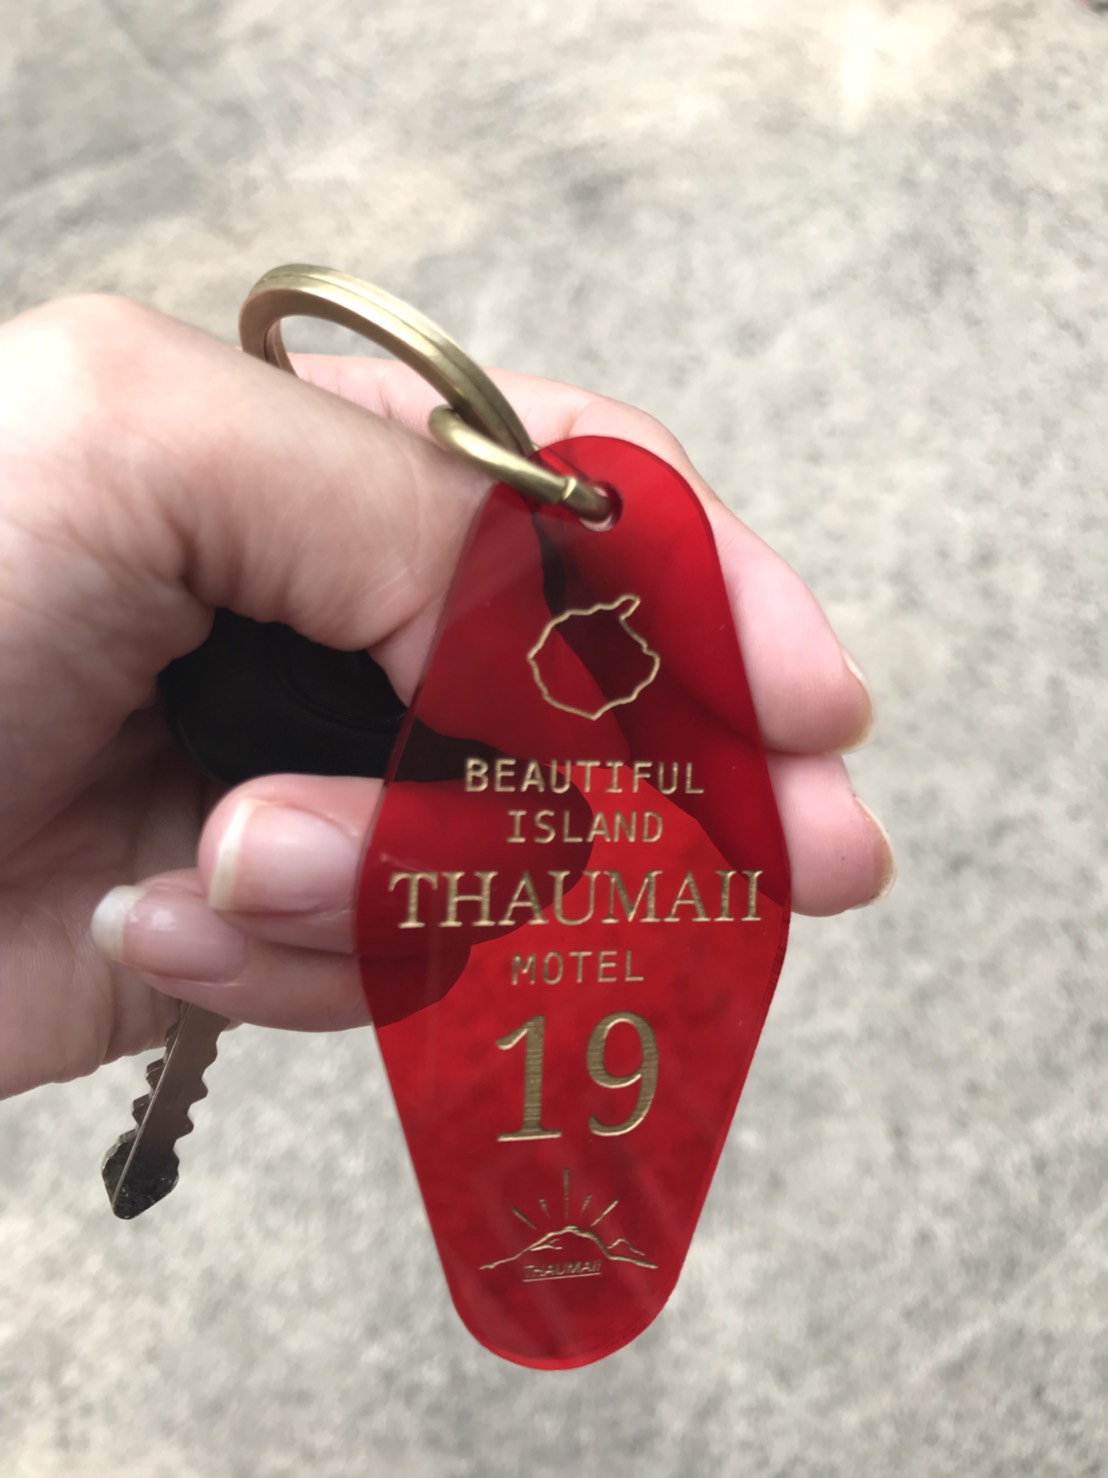 BEAUTIFUL
ISLAND
THAUMAII
MOTEL
19
THAUMAII